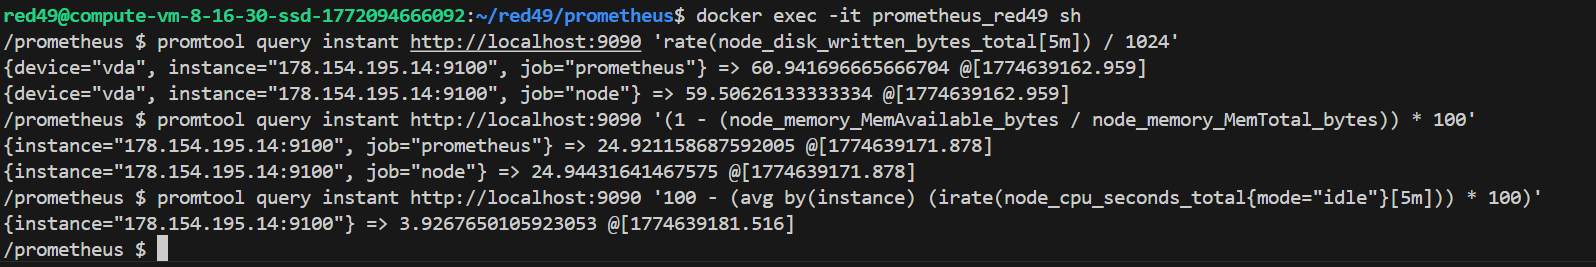 red49@compute-vm-8-16-30-ssd-1772094666092:~/red49/prometheus$ docker exec -it prometheus_red49 sh
/prometheus $ promtool query instant http://localhost:9090 'rate(node_disk_written_bytes_total[5m]) / 1024'
{device="vda", instance="178.154.195.14:9100", job="prometheus"} => 60.941696665666704 @[1774639162.959]
{device="vda", instance="178.154.195.14:9100", job="node"} => 59.50626133333334 @[1774639162.959]
/prometheus $ promtool query instant http://localhost:9090 '(1 - (node_memory_MemAvailable_bytes / node_memory_MemTotal_bytes)) * 100'
{instance="178.154.195.14:9100", job="prometheus"} => 24.921158687592005 @[1774639171.878]
{instance="178.154.195.14:9100", job="node"} => 24.94431641467575 @[1774639171.878]
/prometheus $ promtool query instant http://localhost:9090 '100 - (avg by(instance) (irate(node_cpu_seconds_total{mode="idle"}[5m])) * 100)'
{instance="178.154.195.14:9100"} => 3.9267650105923053 @[1774639181.516]
/prometheus $